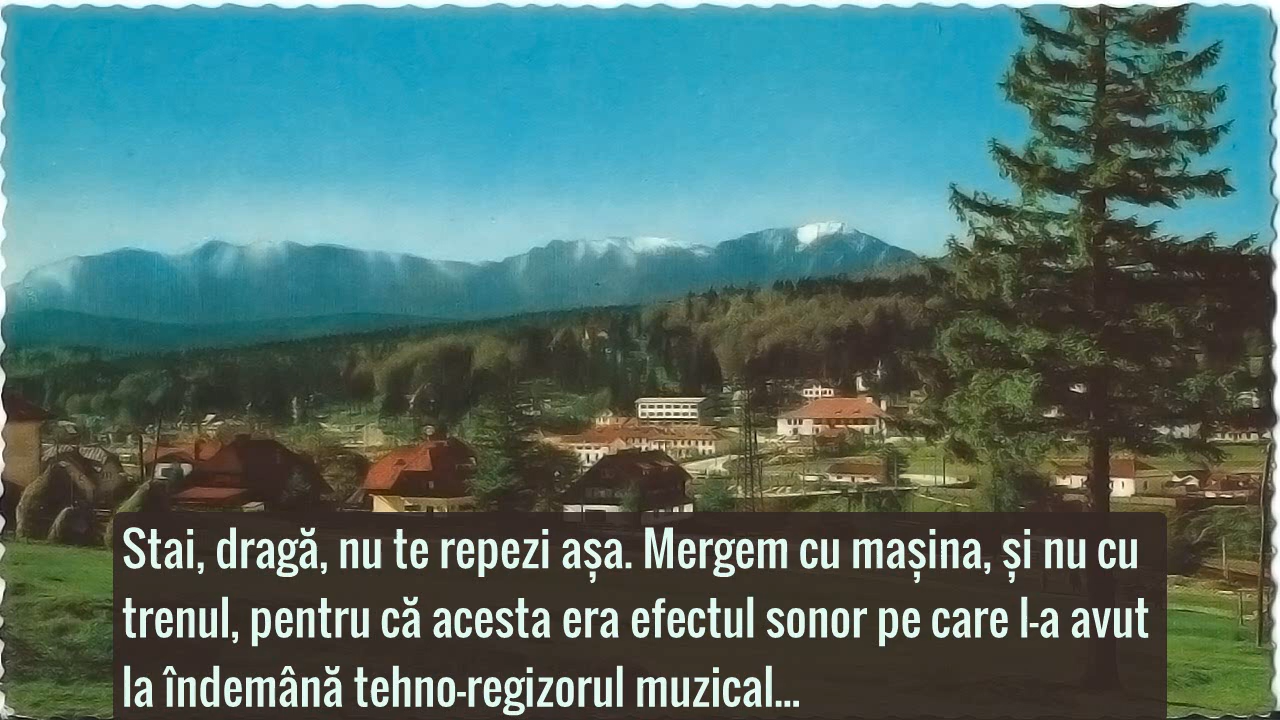 Stai, dragă, nu te repezi așa. Mergem cu mașina, și nu cu
trenul, pentru că acesta era efectul sonor pe care l-a avut
la îndemână tehno-regizorul muzical...